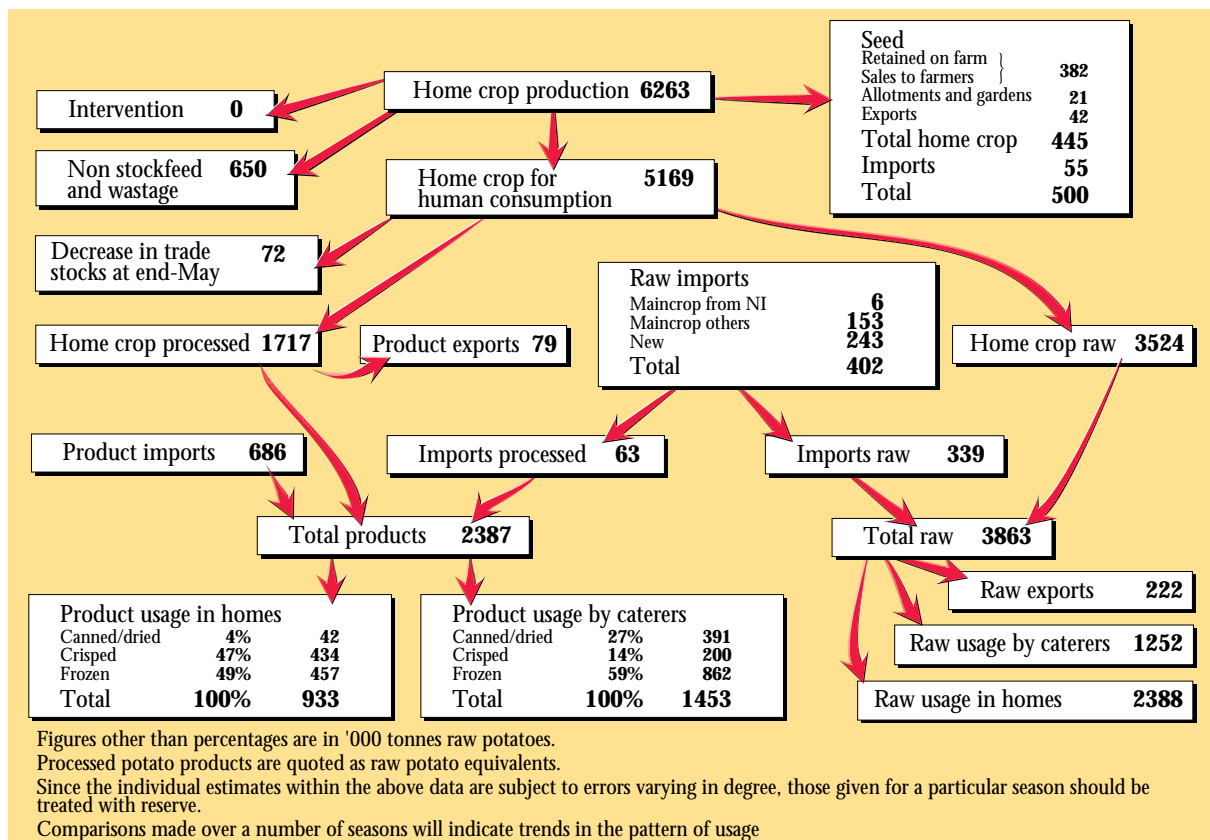 Home crop production 6263
Seed
Retained on farm
Sales to farmers } 382
Allotments and gardens 21
Exports 42
Total home crop 445
Imports 55
Total 500
Intervention 0
Non stockfeed 650
and wastage
Home crop for 5169
human consumption
Decrease in trade 72
stocks at end-May
Raw imports
Maincrop from NI 6
Maincrop others 153
New 243
Total 402
Home crop processed 1717
Product exports 79
Home crop raw 3524
Product imports 686
Imports processed 63
Imports raw 339
Total products 2387
Total raw 3863
Raw exports 222
Raw usage by caterers 1252
Raw usage in homes 2388
Product usage in homes
Canned/dried 4% 42
Crisped 47% 434
Frozen 49% 457
Total 100% 933
Product usage by caterers
Canned/dried 27% 391
Crisped 14% 200
Frozen 59% 862
Total 100% 1453
Figures other than percentages are in '000 tonnes raw potatoes.
Processed potato products are quoted as raw potato equivalents.
Since the individual estimates within the above data are subject to errors varying in degree, those given for a particular season should be
treated with reserve.
Comparisons made over a number of seasons will indicate trends in the pattern of usage